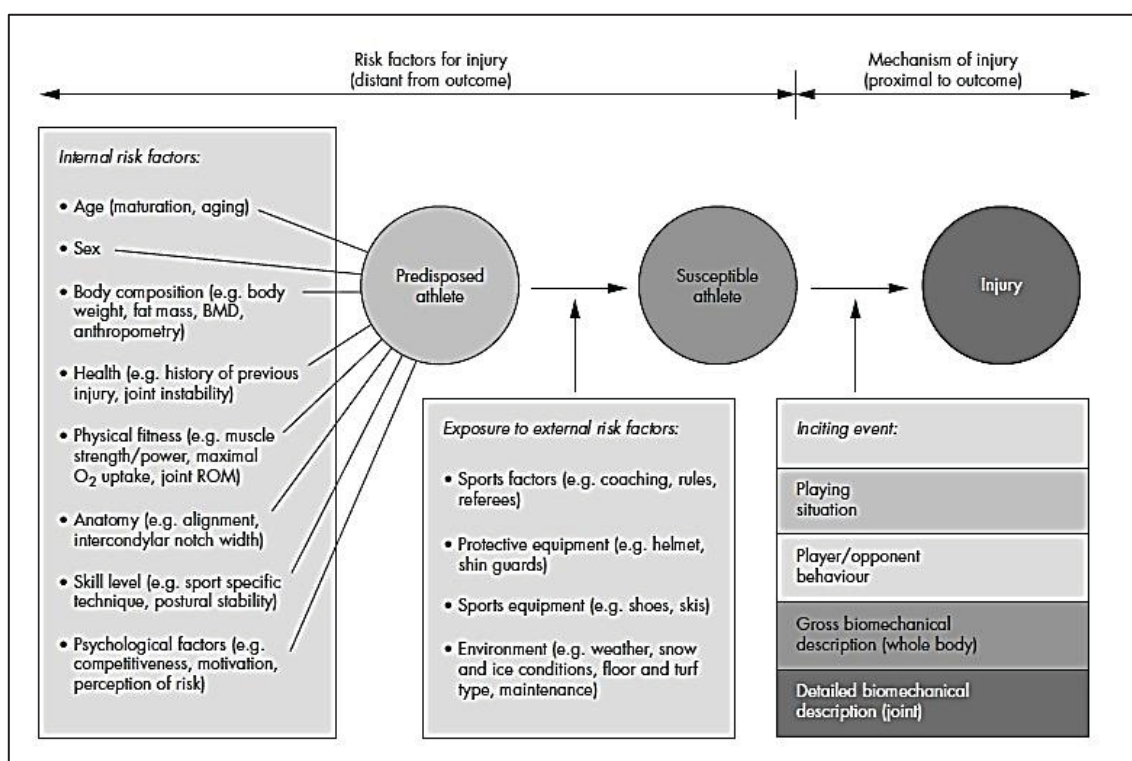 Risk factors for injury
(distant from outcome)
Mechanism of injury
(proximal to outcome)
Internal risk factors:
• Age (maturation, aging)
• Sex
• Body composition (e.g. body
weight, fat mass, BMD,
anthropometry)
• Health (e.g. history of previous
injury, joint instability)
• Physical fitness (e.g. muscle
strength/power, maximal
O2 uptake, joint ROM)
• Anatomy (e.g. alignment,
intercondylar notch width)
• Skill level (e.g. sport specific
technique, postural stability)
• Psychological factors (e.g.
competitiveness, motivation,
perception of risk)
Predisposed
athlete
Susceptible
athlete
Injury
Exposure to external risk factors:
• Sports factors (e.g. coaching, rules,
referees)
• Protective equipment (e.g. helmet,
shin guards)
• Sports equipment (e.g. shoes, skis)
• Environment (e.g. weather, snow
and ice conditions, floor and turf
type, maintenance)
Inciting event:
Playing
situation
Player/opponent
behaviour
Gross biomechanical
description (whole body)
Detailed biomechanical
description (joint)